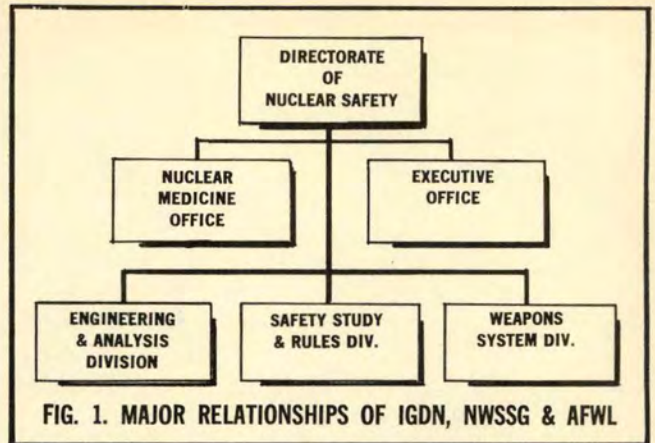 DIRECTORATE
OF
NUCLEAR SAFETY
NUCLEAR
MEDICINE
OFFICE
EXECUTIVE
OFFICE
ENGINEERING
& ANALYSIS
DIVISION
SAFETY STUDY
& RULES DIV.
WEAPONS
SYSTEM DIV.
FIG. 1. MAJOR RELATIONSHIPS OF IGDN, NWSSG & AFWL